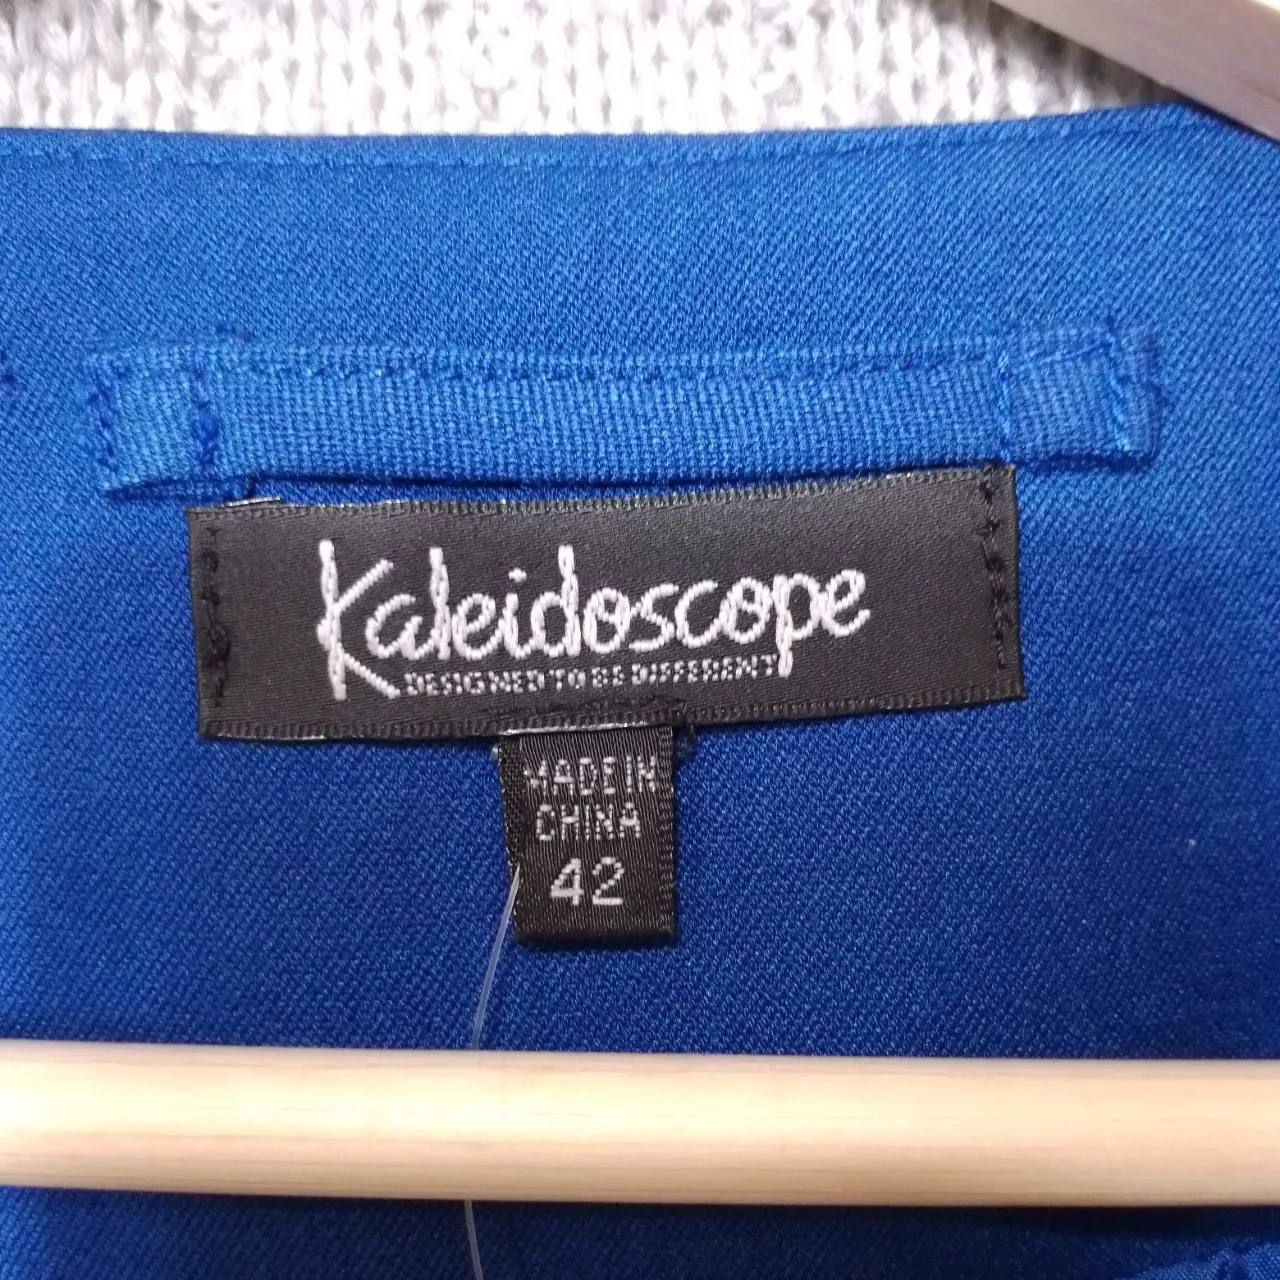 Kaleidoscope
DESIGNED TO BE DIFFERENT
MADE IN
CHINA
42